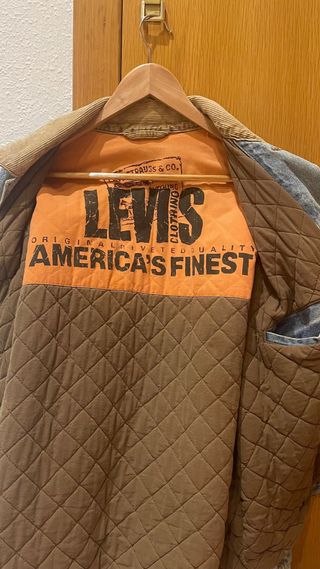 STRAUSS & CO.
LEVI'S
CLOTHING
ORIGINAL RIVETED QUALITY
AMERICA'S FINEST